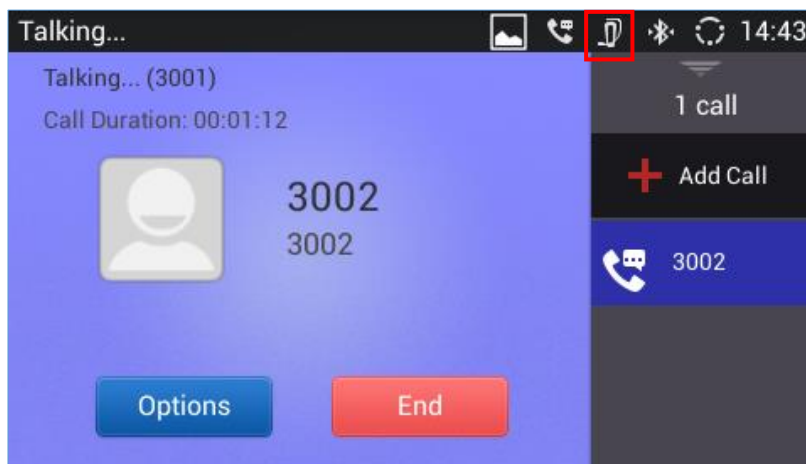 Talking... 14:43
Talking... (3001)
Call Duration: 00:01:12
3002
3002
Options End
1 call
Add Call
3002